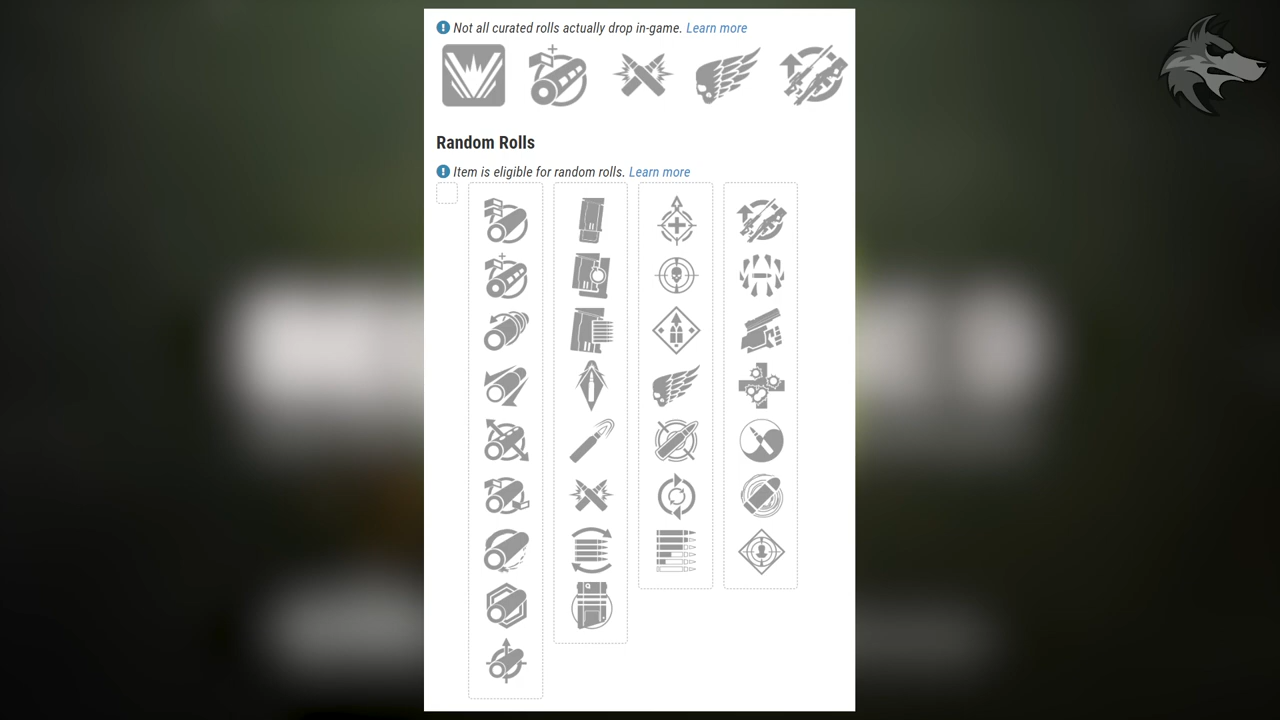 Not all curated rolls actually drop in-game. Learn more
Random Rolls
Item is eligible for random rolls. Learn more